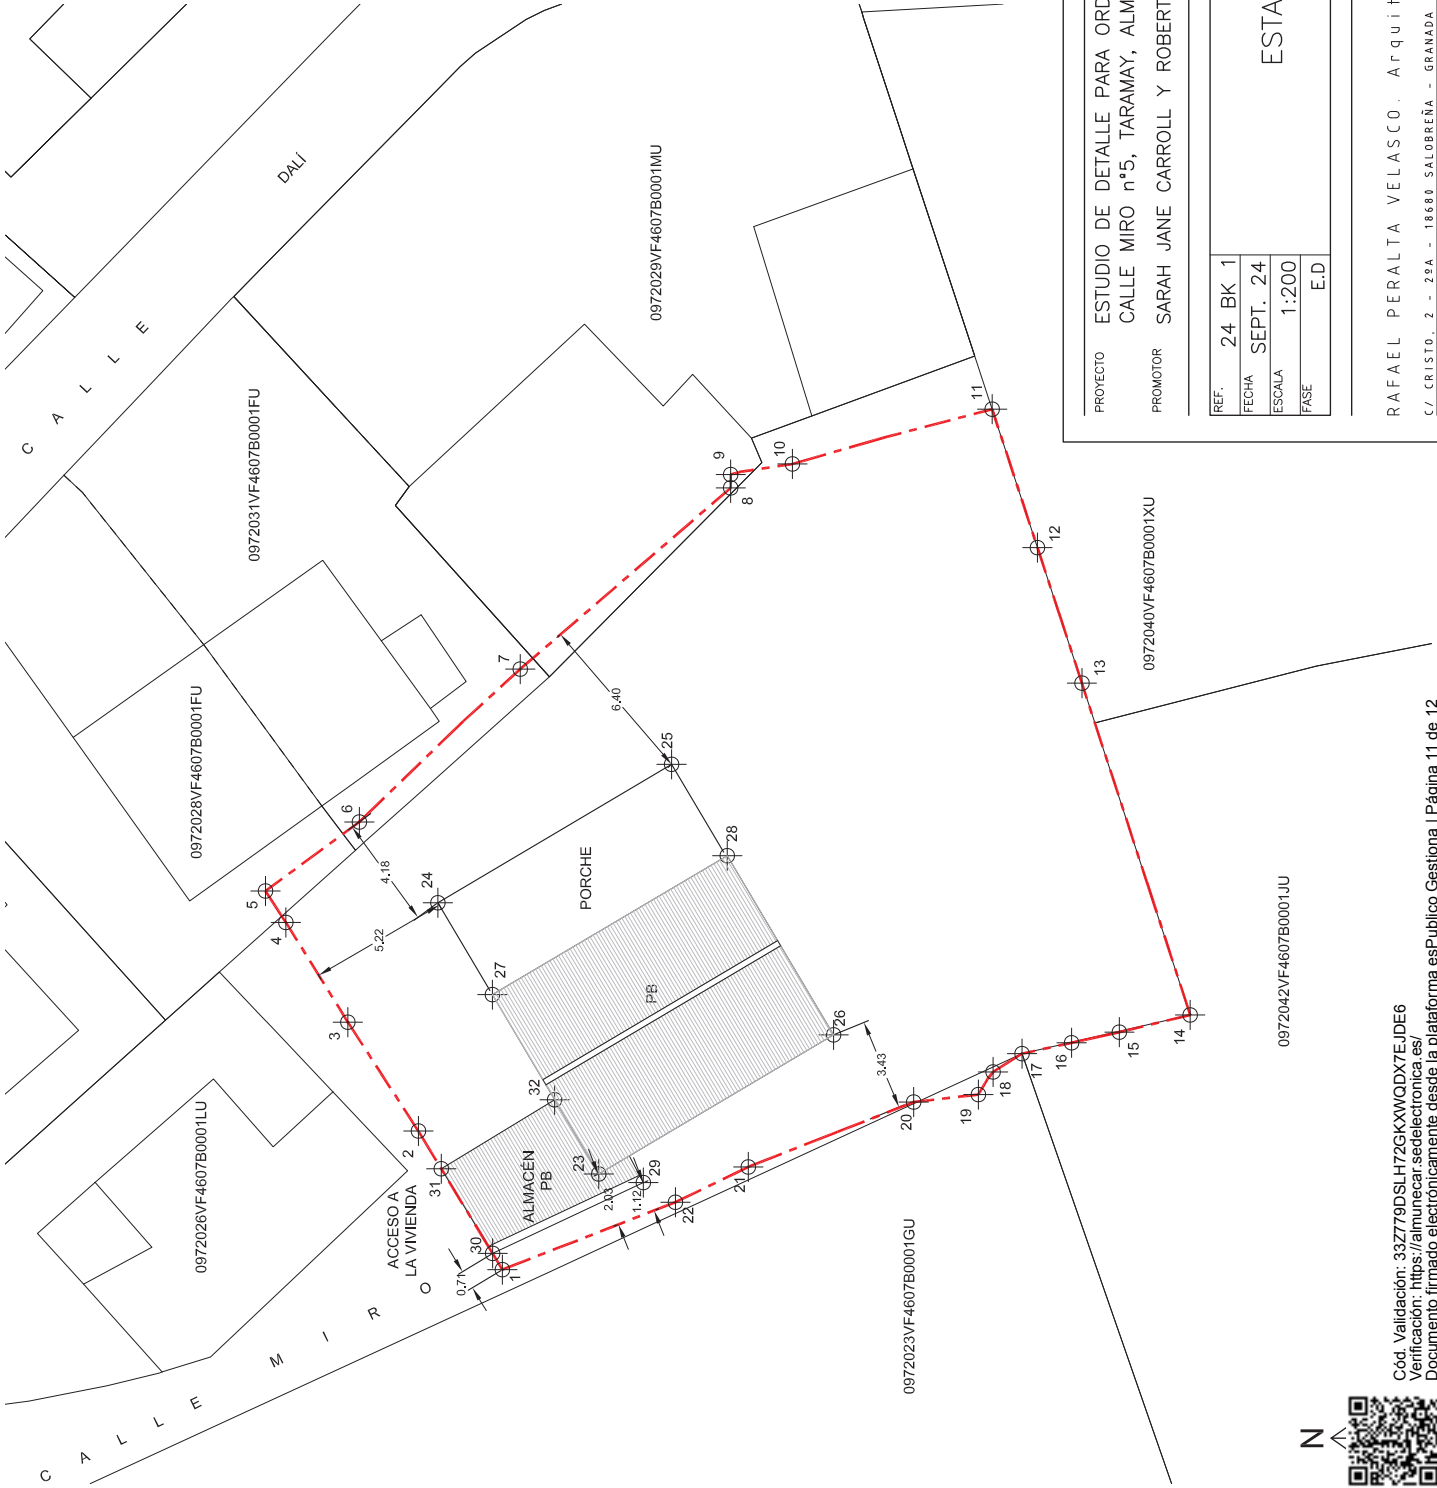 CALLE
DALÍ
0972029VF4607B0001MU
0972031VF4607B0001FU
0972028VF4607B0001FU
0972026VF4607B0001LU
0972040VF4607B0001XU
0972042VF4607B0001JU
0972023VF4607B0001GU
CALLE MIRO
ACCESO A
LA VIVIENDA
ALMACÉN
PB
PB
PORCHE
1
2
3
4
5
6
7
8
9
10
11
12
13
14
15
16
17
18
19
20
21
22
23
24
25
26
27
28
29
30
31
32
6.40
4.18
5.22
3.43
2.03
1.12
0.71
PROYECTO ESTUDIO DE DETALLE PARA ORD
CALLE MIRO nº5, TARAMAY, ALM
PROMOTOR SARAH JANE CARROLL Y ROBERT
REF. 24 BK 1
FECHA SEPT. 24
ESCALA 1:200
FASE E.D
ESTA
RAFAEL PERALTA VELASCO. Arquit
C/ CRISTO, 2 - 2ºA - 18680 SALOBREÑA - GRANADA
N
Cód. Validación: 33Z779DSLH72GKXWQDX7EJDE6
Verificación: https://almunecar.sedelectronica.es/
Documento firmado electrónicamente desde la plataforma esPublico Gestiona | Página 11 de 12